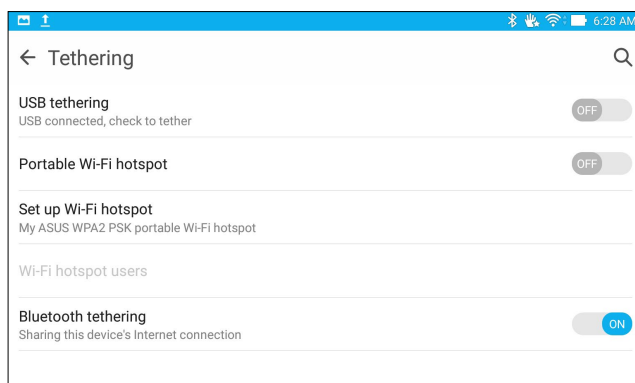 6:28 AM
Tethering
USB tethering
OFF
USB connected, check to tether
Portable Wi-Fi hotspot
OFF
Set up Wi-Fi hotspot
My ASUS WPA2 PSK portable Wi-Fi hotspot
Wi-Fi hotspot users
Bluetooth tethering
ON
Sharing this device's Internet connection